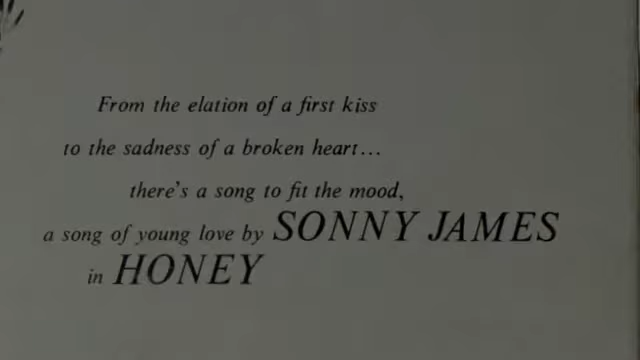 From the elation of a first kiss
to the sadness of a broken heart...
there's a song to fit the mood,
a song of young love by SONNY JAMES
in HONEY